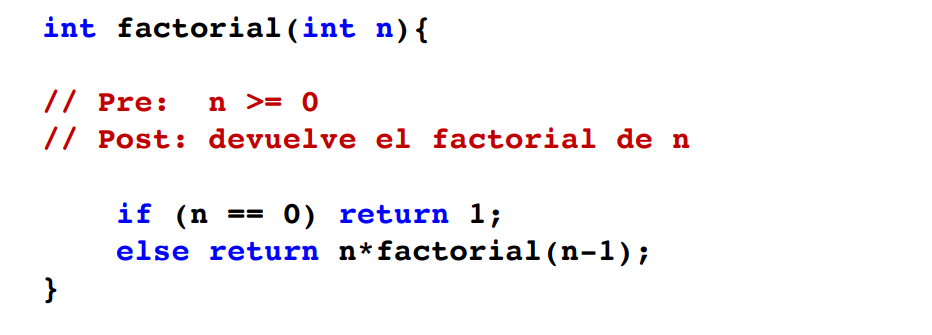 int factorial(int n){
// Pre:  n >= 0
// Post: devuelve el factorial de n
    if (n == 0) return 1;
    else return n*factorial(n-1);
}